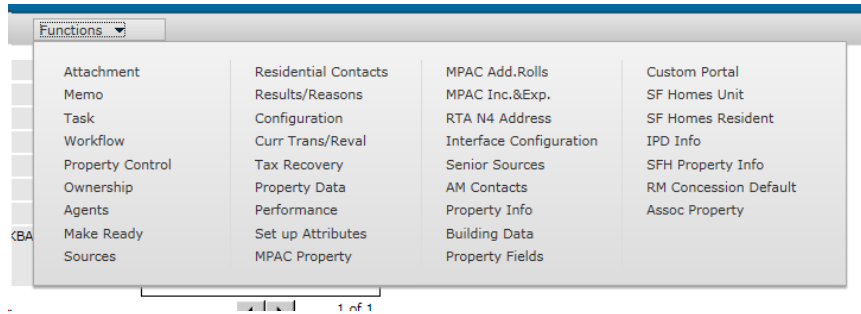 Functions
Attachment
Memo
Task
Workflow
Property Control
Ownership
Agents
Make Ready
Sources
Residential Contacts
Results/Reasons
Configuration
Curr Trans/Reval
Tax Recovery
Property Data
Performance
Set up Attributes
MPAC Property
MPAC Add.Rolls
MPAC Inc.&Exp.
RTA N4 Address
Interface Configuration
Senior Sources
AM Contacts
Property Info
Building Data
Property Fields
Custom Portal
SF Homes Unit
SF Homes Resident
IPD Info
SFH Property Info
RM Concession Default
Assoc Property
1 of 1